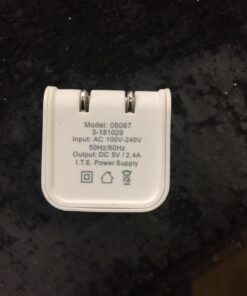 Model: 06067
3-181029
Input: AC 100V-240V
50Hz/60Hz
Output: DC 5V / 2.4A
I.T.E. Power Supply